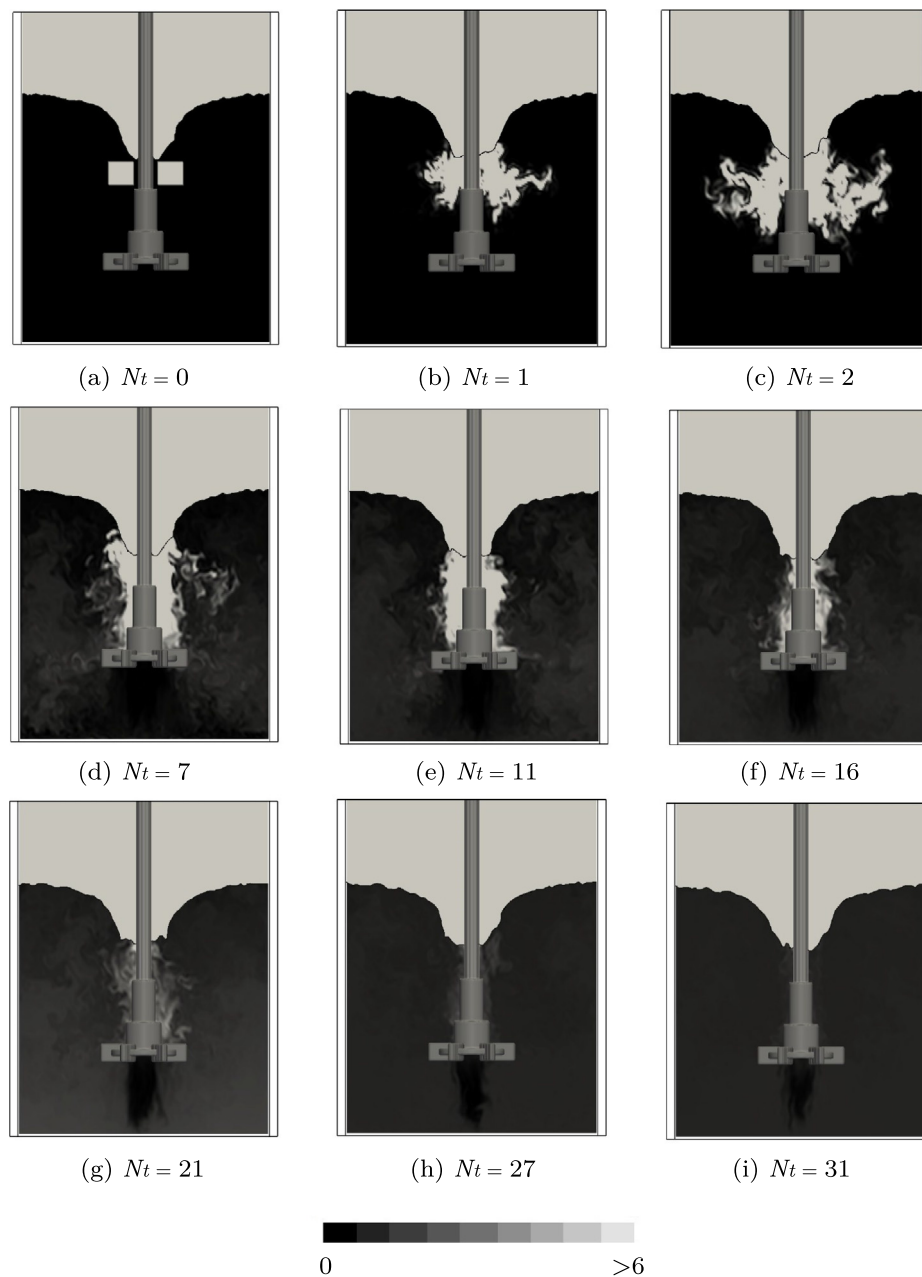 (a) Nt = 0
(b) Nt = 1
(c) Nt = 2
(d) Nt = 7
(e) Nt = 11
(f) Nt = 16
(g) Nt = 21
(h) Nt = 27
(i) Nt = 31
0 >6